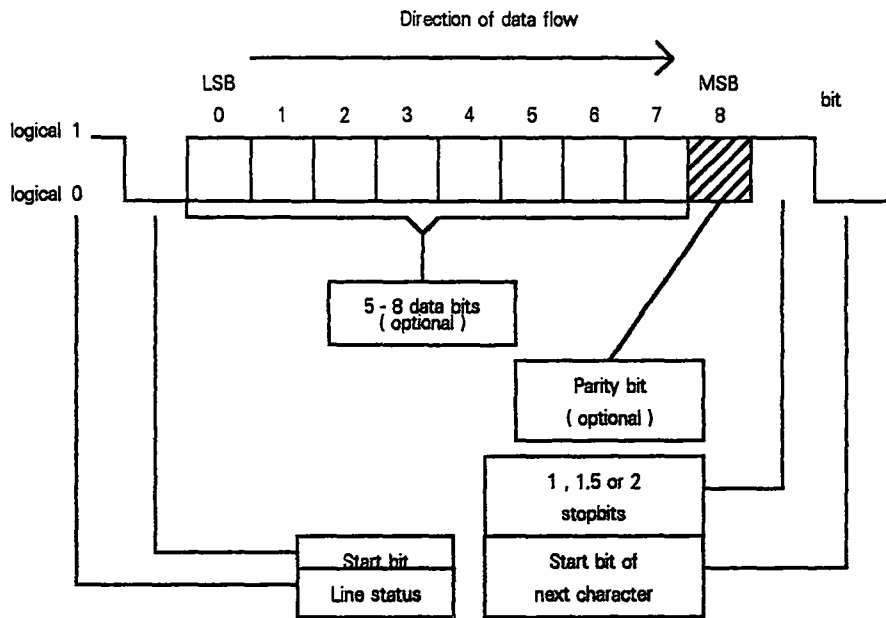 Direction of data flow
LSB MSB
0 1 2 3 4 5 6 7 8 bit
logical 1
logical 0
5 - 8 data bits
( optional )
Parity bit
( optional )
1 , 1.5 or 2
stopbits
Start bit
Line status
Start bit of
next character